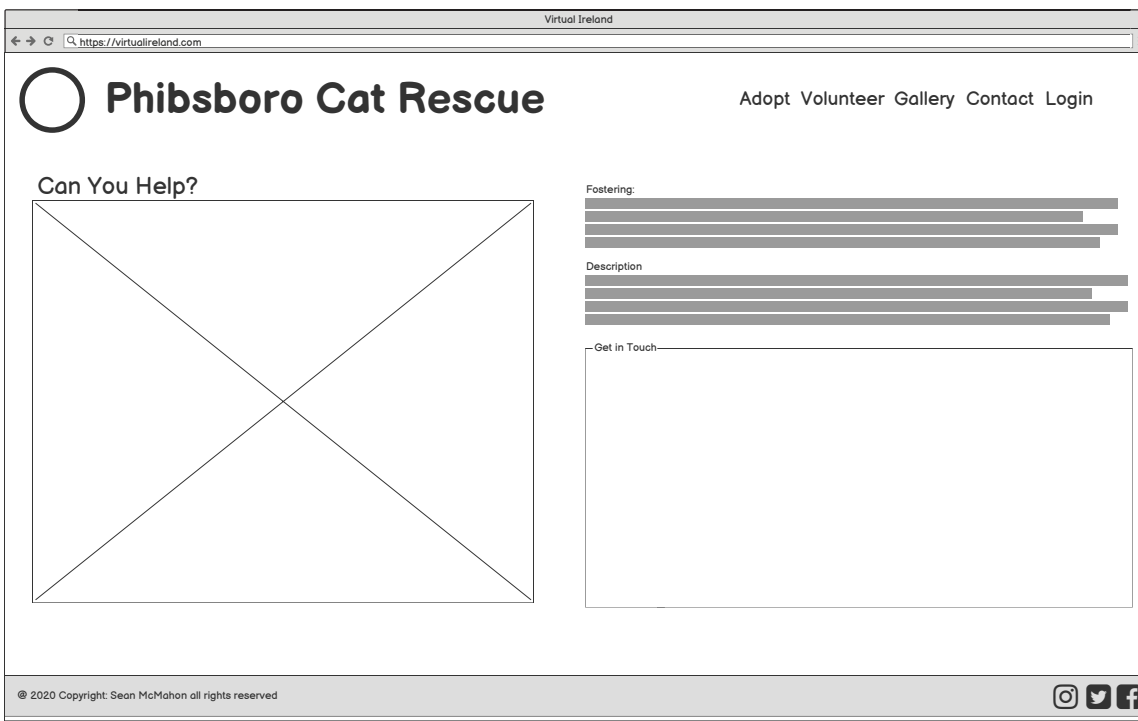 Virtual Ireland
https://virtualireland.com
Phibsboro Cat Rescue
Adopt Volunteer Gallery Contact Login
Can You Help?
Fostering:
Description
Get in Touch
@ 2020 Copyright: Sean McMahon all rights reserved